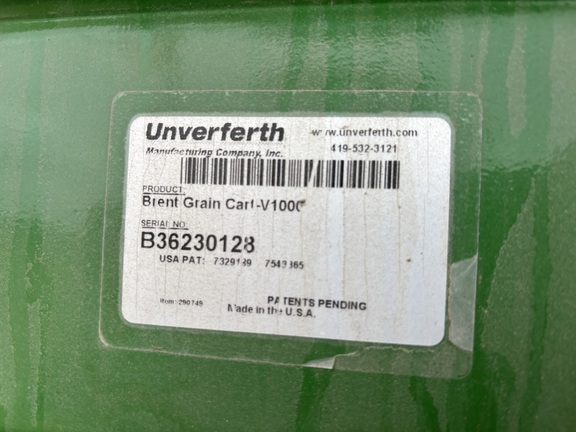 Unverferth
www.unverferth.com
Manufacturing Company, Inc.
419-532-3121
PRODUCT:
Brent Grain Cart-V1000
SERIAL NO.
B36230128
USA PAT:
PATENTS PENDING
Made in the U.S.A.